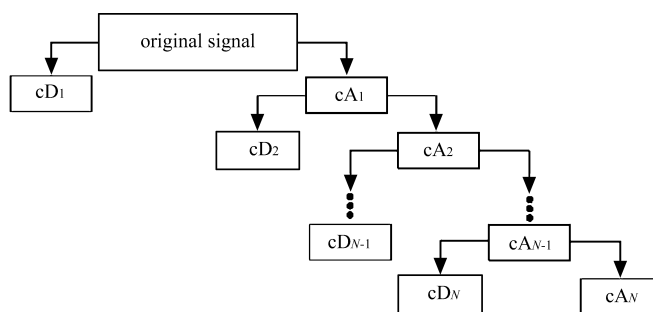 original signal
cD1
cA1
cD2
cA2
cDN-1
cAN-1
cDN
cAN